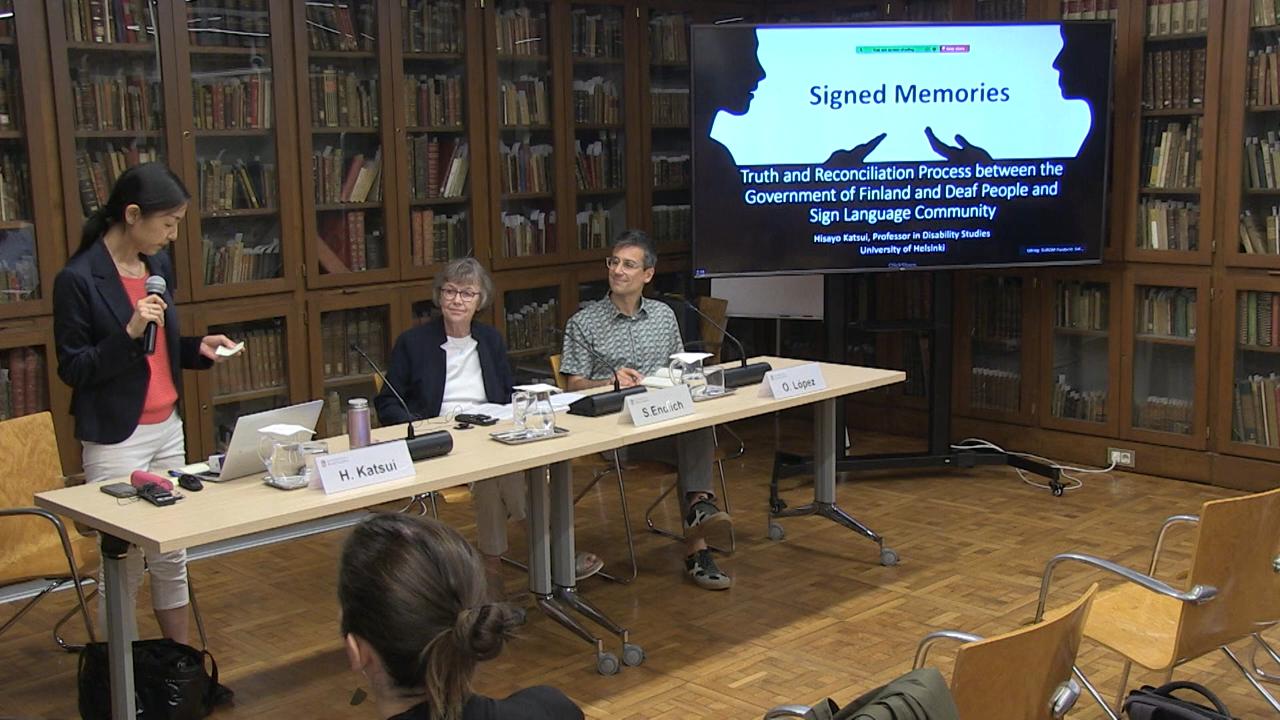 Signed Memories
Truth and Reconciliation Process between the
Government of Finland and Deaf People and
Sign Language Community
Hisayo Katsui, Professor in Disability Studies
University of Helsinki
H. Katsui
S. Endlich
O. López